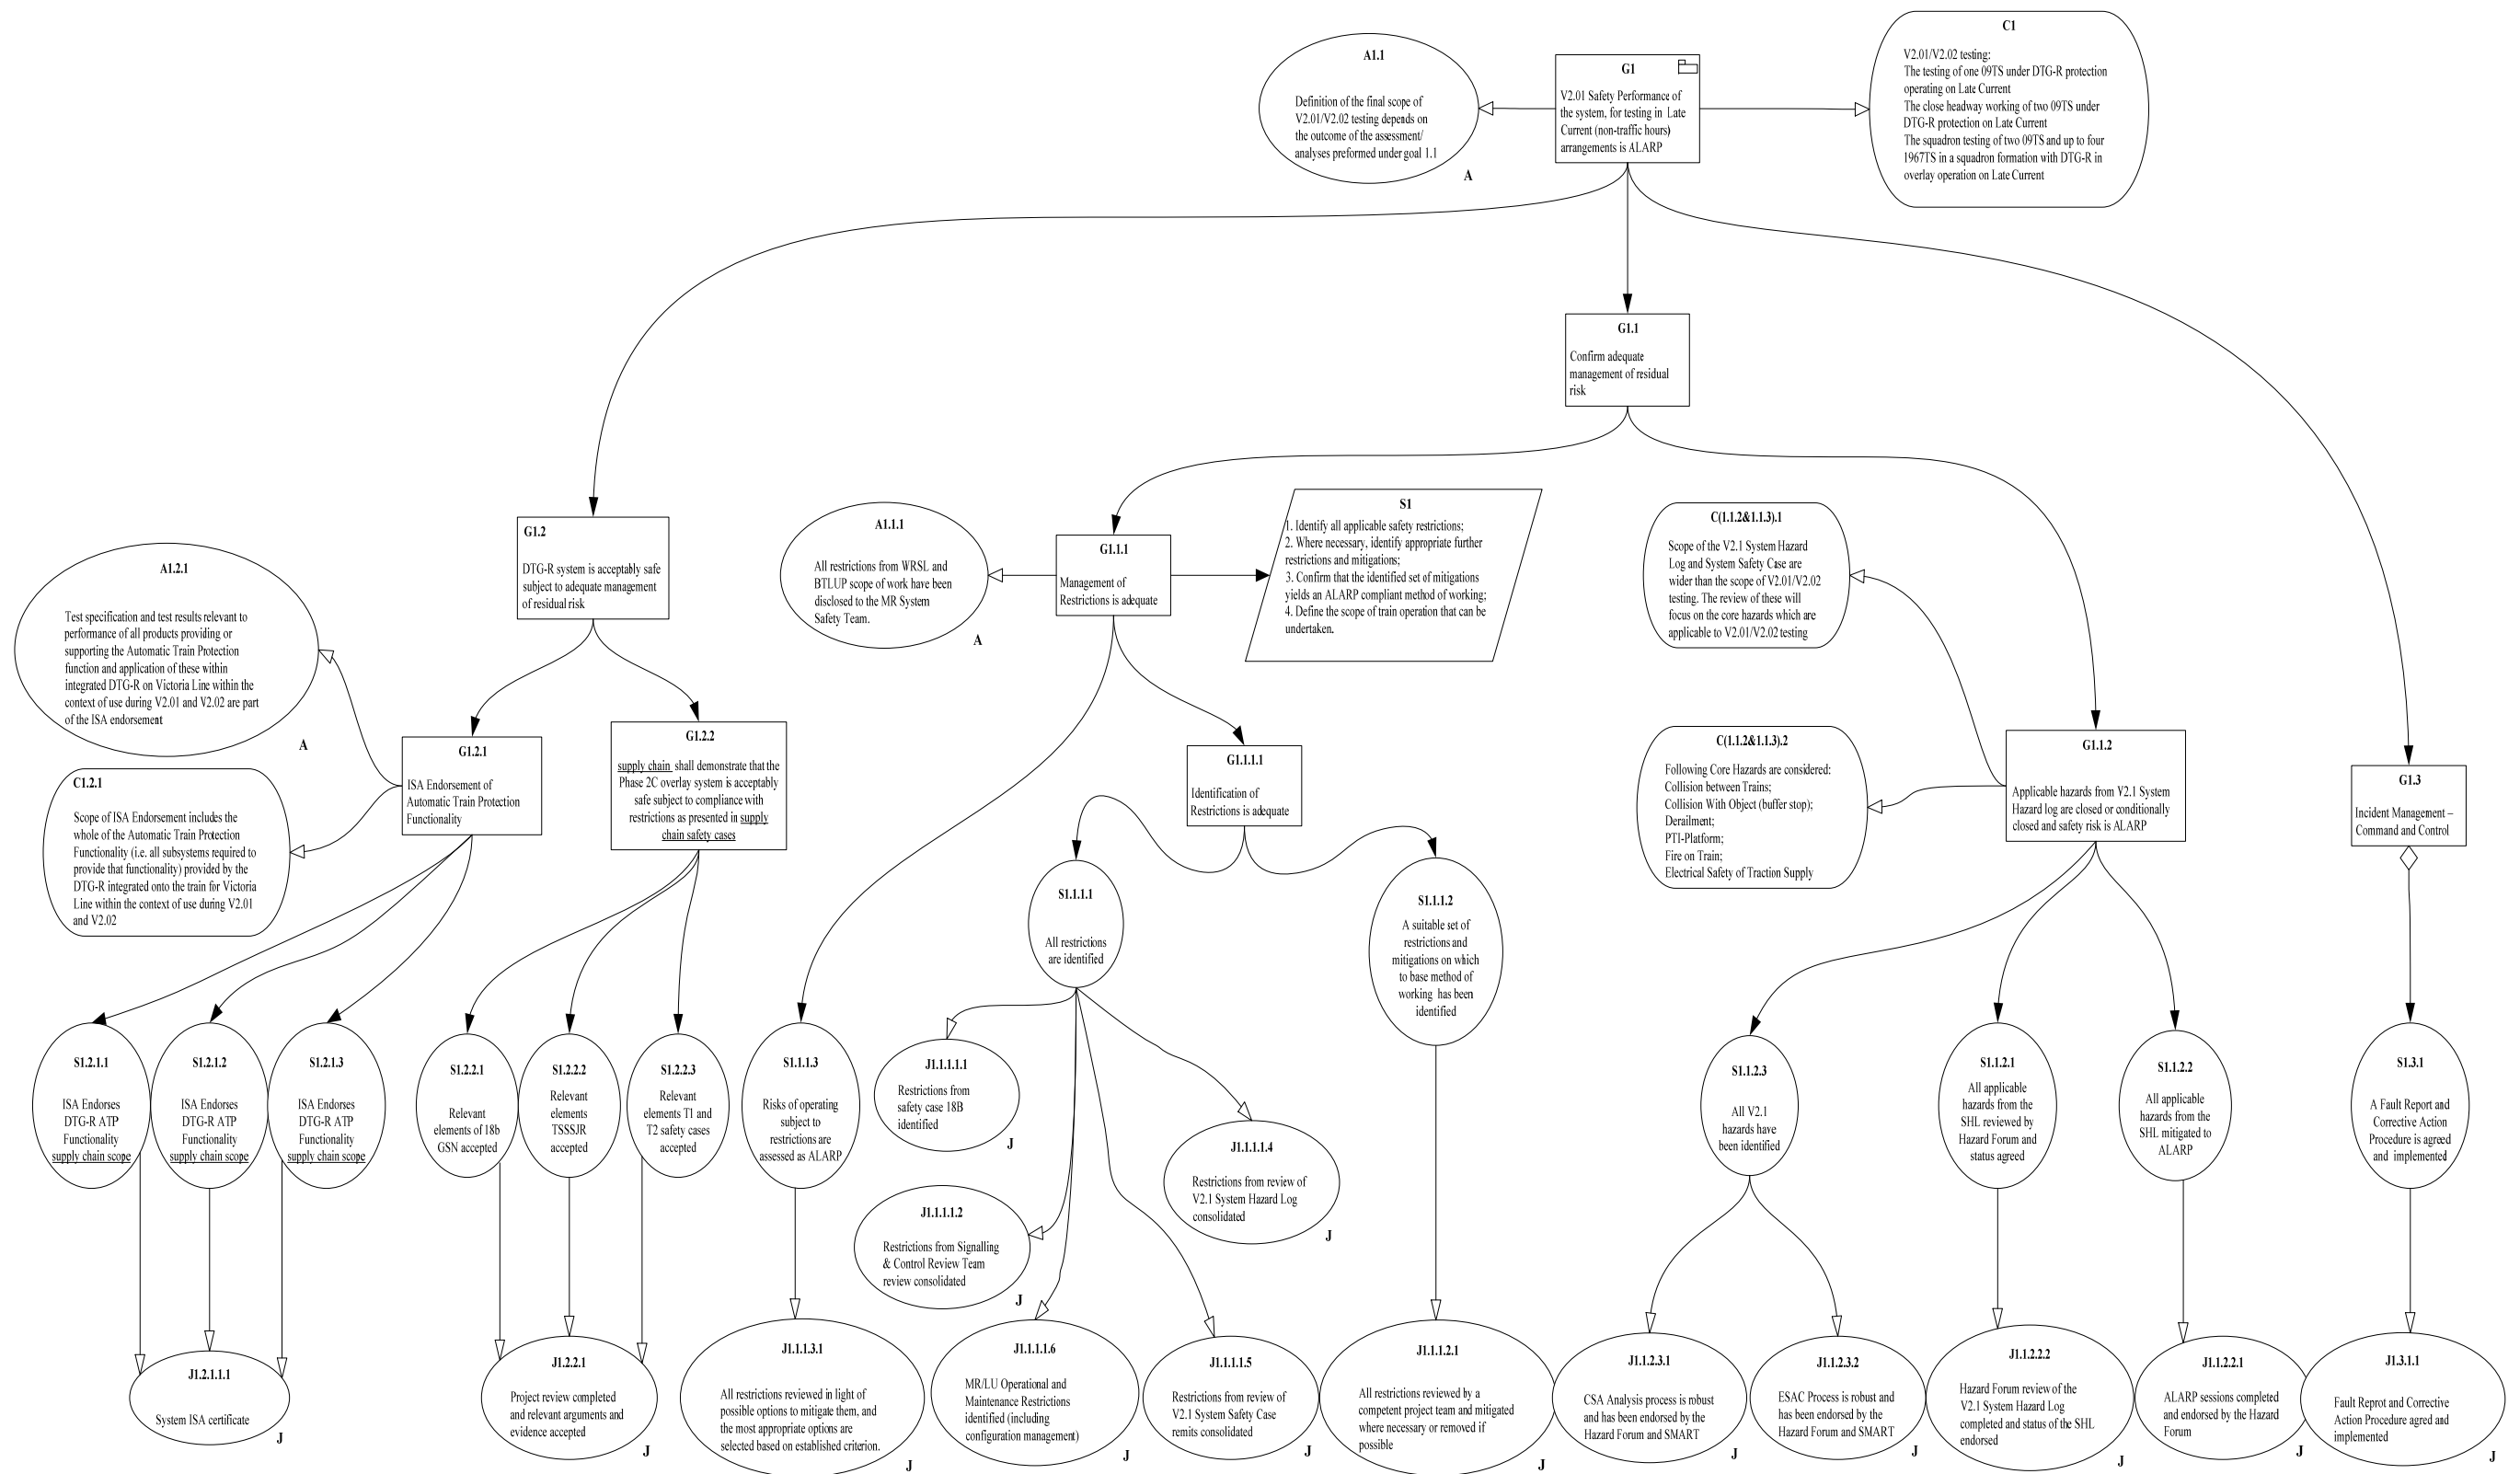 A1.1
Definition of the final scope of
V2.01/V2.02 testing depends on
the outcome of the assessment/
analyses preformed under goal 1.1
A
G1
V2.01 Safety Performance of
the system, for testing in Late
Current (non-traffic hours)
arrangements is ALARP
C1
V2.01/V2.02 testing:
The testing of one 09TS under DTG-R protection
operating on Late Current
The close headway working of two 09TS under
DTG-R protection on Late Current
The squadron testing of two 09TS and up to four
1967TS in a squadron formation with DTG-R in
overlay operation on Late Current
G1.1
Confirm adequate
management of residual
risk
G1.2
DTG-R system is acceptably safe
subject to adequate management
of residual risk
A1.1.1
All restrictions from WRSL and
BTLUP scope of work have been
disclosed to the MR System
Safety Team.
A
G1.1.1
Management of
Restrictions is adequate
S1
1. Identify all applicable safety restrictions;
2. Where necessary, identify appropriate further
restrictions and mitigations;
3. Confirm that the identified set of mitigations
yields an ALARP compliant method of working;
4. Define the scope of train operation that can be
undertaken.
C(1.1.2&1.1.3).1
Scope of the V2.1 System Hazard
Log and System Safety Case are
wider than the scope of V2.01/V2.02
testing. The review of these will
focus on the core hazards which are
applicable to V2.01/V2.02 testing
A1.2.1
Test specification and test results relevant to
performance of all products providing or
supporting the Automatic Train Protection
function and application of these within
integrated DTG-R on Victoria Line within the
context of use during V2.01 and V2.02 are part
of the ISA endorsement
A
G1.2.1
ISA Endorsement of
Automatic Train Protection
Functionality
G1.2.2
supply chain shall demonstrate that the
Phase 2C overlay system is acceptably
safe subject to compliance with
restrictions as presented in supply
chain safety cases
G1.1.1.1
Identification of
Restrictions is adequate
C(1.1.2&1.1.3).2
Following Core Hazards are considered:
Collision between Trains;
Collision With Object (buffer stop);
Derailment;
PTI-Platform;
Fire on Train;
Electrical Safety of Traction Supply
G1.1.2
Applicable hazards from V2.1 System
Hazard log are closed or conditionally
closed and safety risk is ALARP
G1.3
Incident Management –
Command and Control
C1.2.1
Scope of ISA Endorsement includes the
whole of the Automatic Train Protection
Functionality (i.e. all subsystems required to
provide that functionality) provided by the
DTG-R integrated onto the train for Victoria
Line within the context of use during V2.01
and V2.02
S1.1.1.1
All restrictions
are identified
S1.1.1.2
A suitable set of
restrictions and
mitigations on which
to base method of
working has been
identified
S1.2.1.1
ISA Endorses
DTG-R ATP
Functionality
supply chain scope
S1.2.1.2
ISA Endorses
DTG-R ATP
Functionality
supply chain scope
S1.2.1.3
ISA Endorses
DTG-R ATP
Functionality
supply chain scope
S1.2.2.1
Relevant
elements of 18b
GSN accepted
S1.2.2.2
Relevant
elements
TSSSJR
accepted
S1.2.2.3
Relevant
elements T1 and
T2 safety cases
accepted
S1.1.1.3
Risks of operating
subject to
restrictions are
assessed as ALARP
J1.1.1.1.1
Restrictions from
safety case 18B
identified
J
J1.1.1.1.4
Restrictions from review of
V2.1 System Hazard Log
consolidated
J
S1.1.2.3
All V2.1
hazards have
been identified
S1.1.2.1
All applicable
hazards from the
SHL reviewed by
Hazard Forum and
status agreed
S1.1.2.2
All applicable
hazards from the
SHL mitigated to
ALARP
S1.3.1
A Fault Report and
Corrective Action
Procedure is agreed
and implemented
J1.1.1.1.2
Restrictions from Signalling
& Control Review Team
review consolidated
J
J1.2.1.1.1
System ISA certificate
J
J1.2.2.1
Project review completed
and relevant arguments and
evidence accepted
J
J1.1.1.3.1
All restrictions reviewed in light of
possible options to mitigate them, and
the most appropriate options are
selected based on established criterion.
J
J1.1.1.1.6
MR/LU Operational and
Maintenance Restrictions
identified (including
configuration management)
J
J1.1.1.1.5
Restrictions from review of
V2.1 System Safety Case
remits consolidated
J
J1.1.1.2.1
All restrictions reviewed by a
competent project team and mitigated
where necessary or removed if
possible
J
J1.1.2.3.1
CSA Analysis process is robust
and has been endorsed by the
Hazard Forum and SMART
J
J1.1.2.3.2
ESAC Process is robust and
has been endorsed by the
Hazard Forum and SMART
J
J1.1.2.2.2
Hazard Forum review of the
V2.1 System Hazard Log
completed and status of the SHL
endorsed
J
J1.1.2.2.1
ALARP sessions completed
and endorsed by the Hazard
Forum
J
J1.3.1.1
Fault Reprot and Corrective
Action Procedure agred and
implemented
J